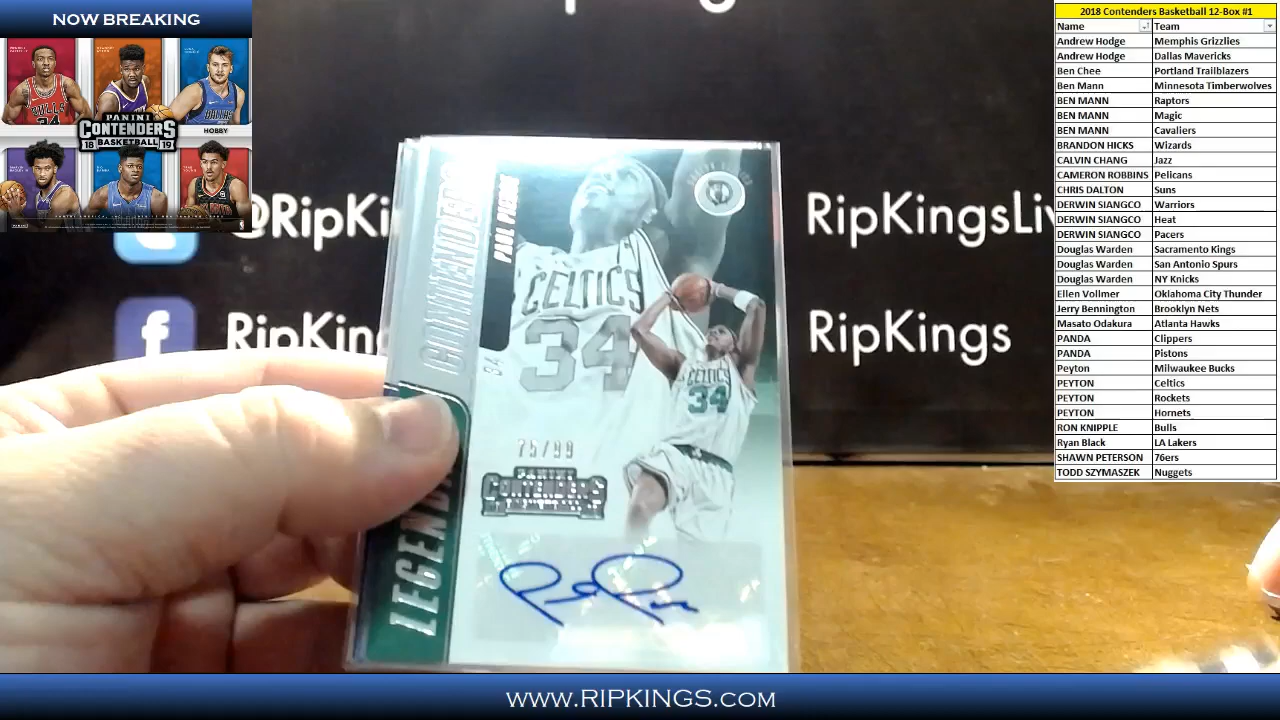 NOW BREAKING
PANINI
CONTENDERS
18 BASKETBALL 19
HOBBY
@RipKi
RipKingsLiv
RipKings
RipKings
f
CONTENDERS
PAUL PIERCE
34
CELTICS
34
CELTICS
34
75/99
PANINI
CONTENDERS
LEGEND
2018 Contenders Basketball 12-Box #1
Name Team
Andrew Hodge Memphis Grizzlies
Andrew Hodge Dallas Mavericks
Ben Chee Portland Trailblazers
Ben Mann Minnesota Timberwolves
BEN MANN Raptors
BEN MANN Magic
BEN MANN Cavaliers
BRANDON HICKS Wizards
CALVIN CHANG Jazz
CAMERON ROBBINS Pelicans
CHRIS DALTON Suns
DERWIN SIANGCO Warriors
DERWIN SIANGCO Heat
DERWIN SIANGCO Pacers
Douglas Warden Sacramento Kings
Douglas Warden San Antonio Spurs
Douglas Warden NY Knicks
Ellen Vollmer Oklahoma City Thunder
Jerry Bennington Brooklyn Nets
Masato Odakura Atlanta Hawks
PANDA Clippers
PANDA Pistons
Peyton Milwaukee Bucks
PEYTON Celtics
PEYTON Rockets
PEYTON Hornets
RON KNIPPLE Bulls
Ryan Black LA Lakers
SHAWN PETERSON 76ers
TODD SZYMASZEK Nuggets
WWW.RIPKINGS.COM